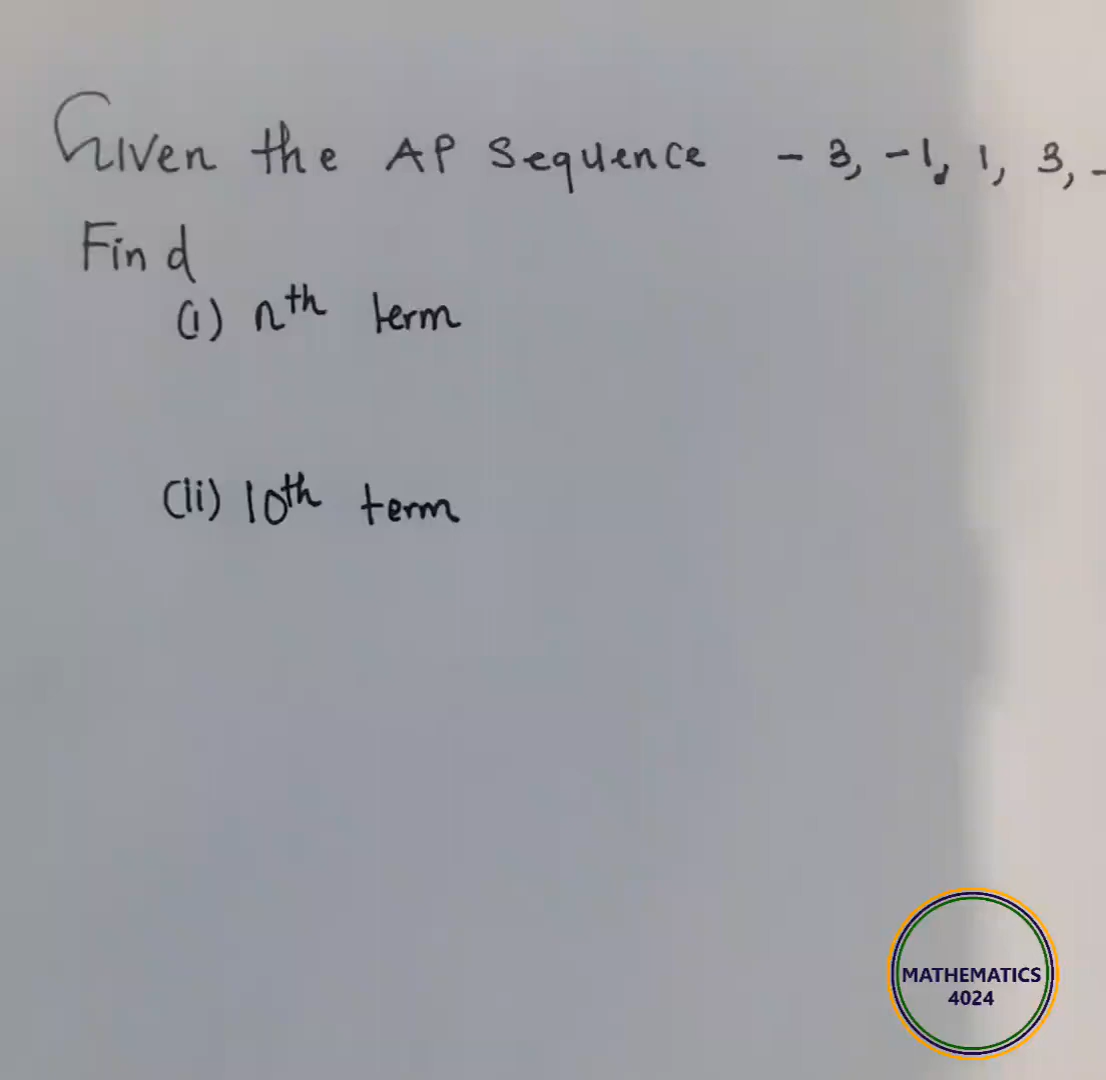 Given the AP Sequence - 3, -1, 1, 3, -
Find
(i) nth term
(ii) 10th term
MATHEMATICS
4024